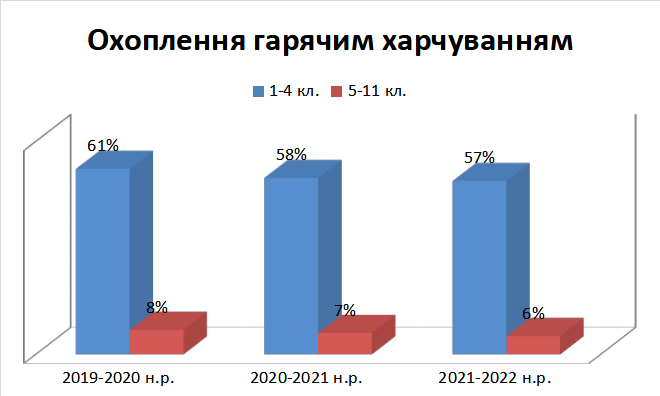 Охоплення гарячим харчуванням
1-4 кл. 5-11 кл.
61% 58% 57%
8% 7% 6%
2019-2020 н.р. 2020-2021 н.р. 2021-2022 н.р.